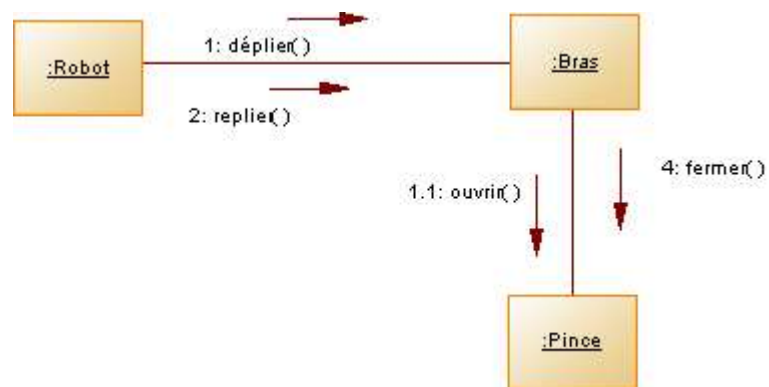 1: déplier()
:Robot
:Bras
2: replier()
4: fermer()
1.1: ouvrir()
:Pince